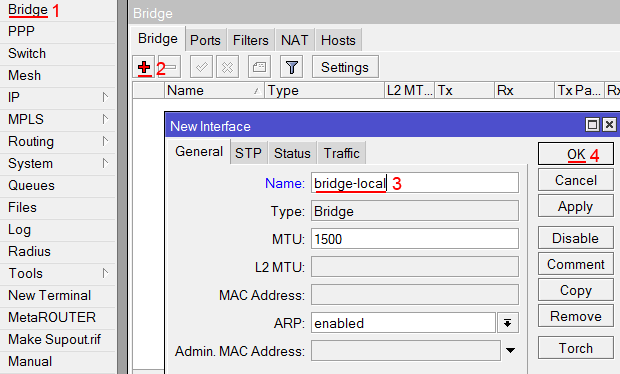 Bridge 1
PPP
Switch
Mesh
IP
MPLS
Routing
System
Queues
Files
Log
Radius
Tools
New Terminal
MetaROUTER
Make Supout.rif
Manual
Bridge
Bridge Ports Filters NAT Hosts
2 Settings
Name Type L2 MT... Tx Rx Tx Pa... Rx
New Interface
General STP Status Traffic
Name: bridge-local 3
Type: Bridge
MTU: 1500
L2 MTU:
MAC Address:
ARP: enabled
Admin. MAC Address:
OK 4
Cancel
Apply
Disable
Comment
Copy
Remove
Torch